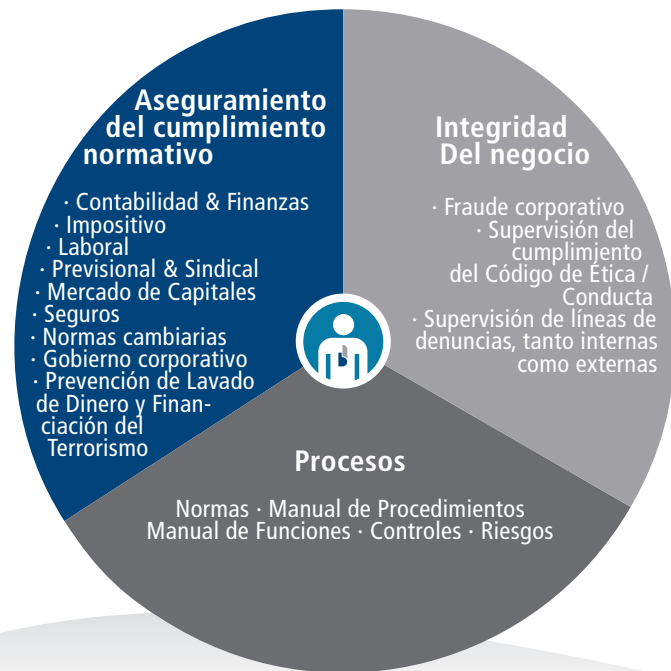 Aseguramiento
del cumplimiento
normativo
· Contabilidad & Finanzas
· Impositivo
· Laboral
· Previsional & Sindical
· Mercado de Capitales
· Seguros
· Normas cambiarias
· Gobierno corporativo
· Prevención de Lavado
de Dinero y Finan-
ciación del
Terrorismo
Integridad
Del negocio
· Fraude corporativo
· Supervisión del
cumplimiento
del Código de Ética /
Conducta
· Supervisión de líneas de
denuncias, tanto internas
como externas
Procesos
Normas · Manual de Procedimientos
Manual de Funciones · Controles · Riesgos